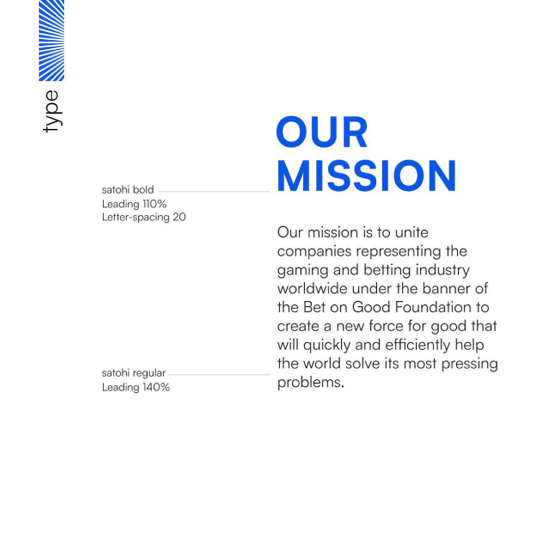 type
OUR
MISSION
satohi bold
Leading 110%
Letter-spacing 20
Our mission is to unite
companies representing the
gaming and betting industry
worldwide under the banner of
the Bet on Good Foundation to
create a new force for good that
will quickly and efficiently help
the world solve its most pressing
problems.
satohi regular
Leading 140%